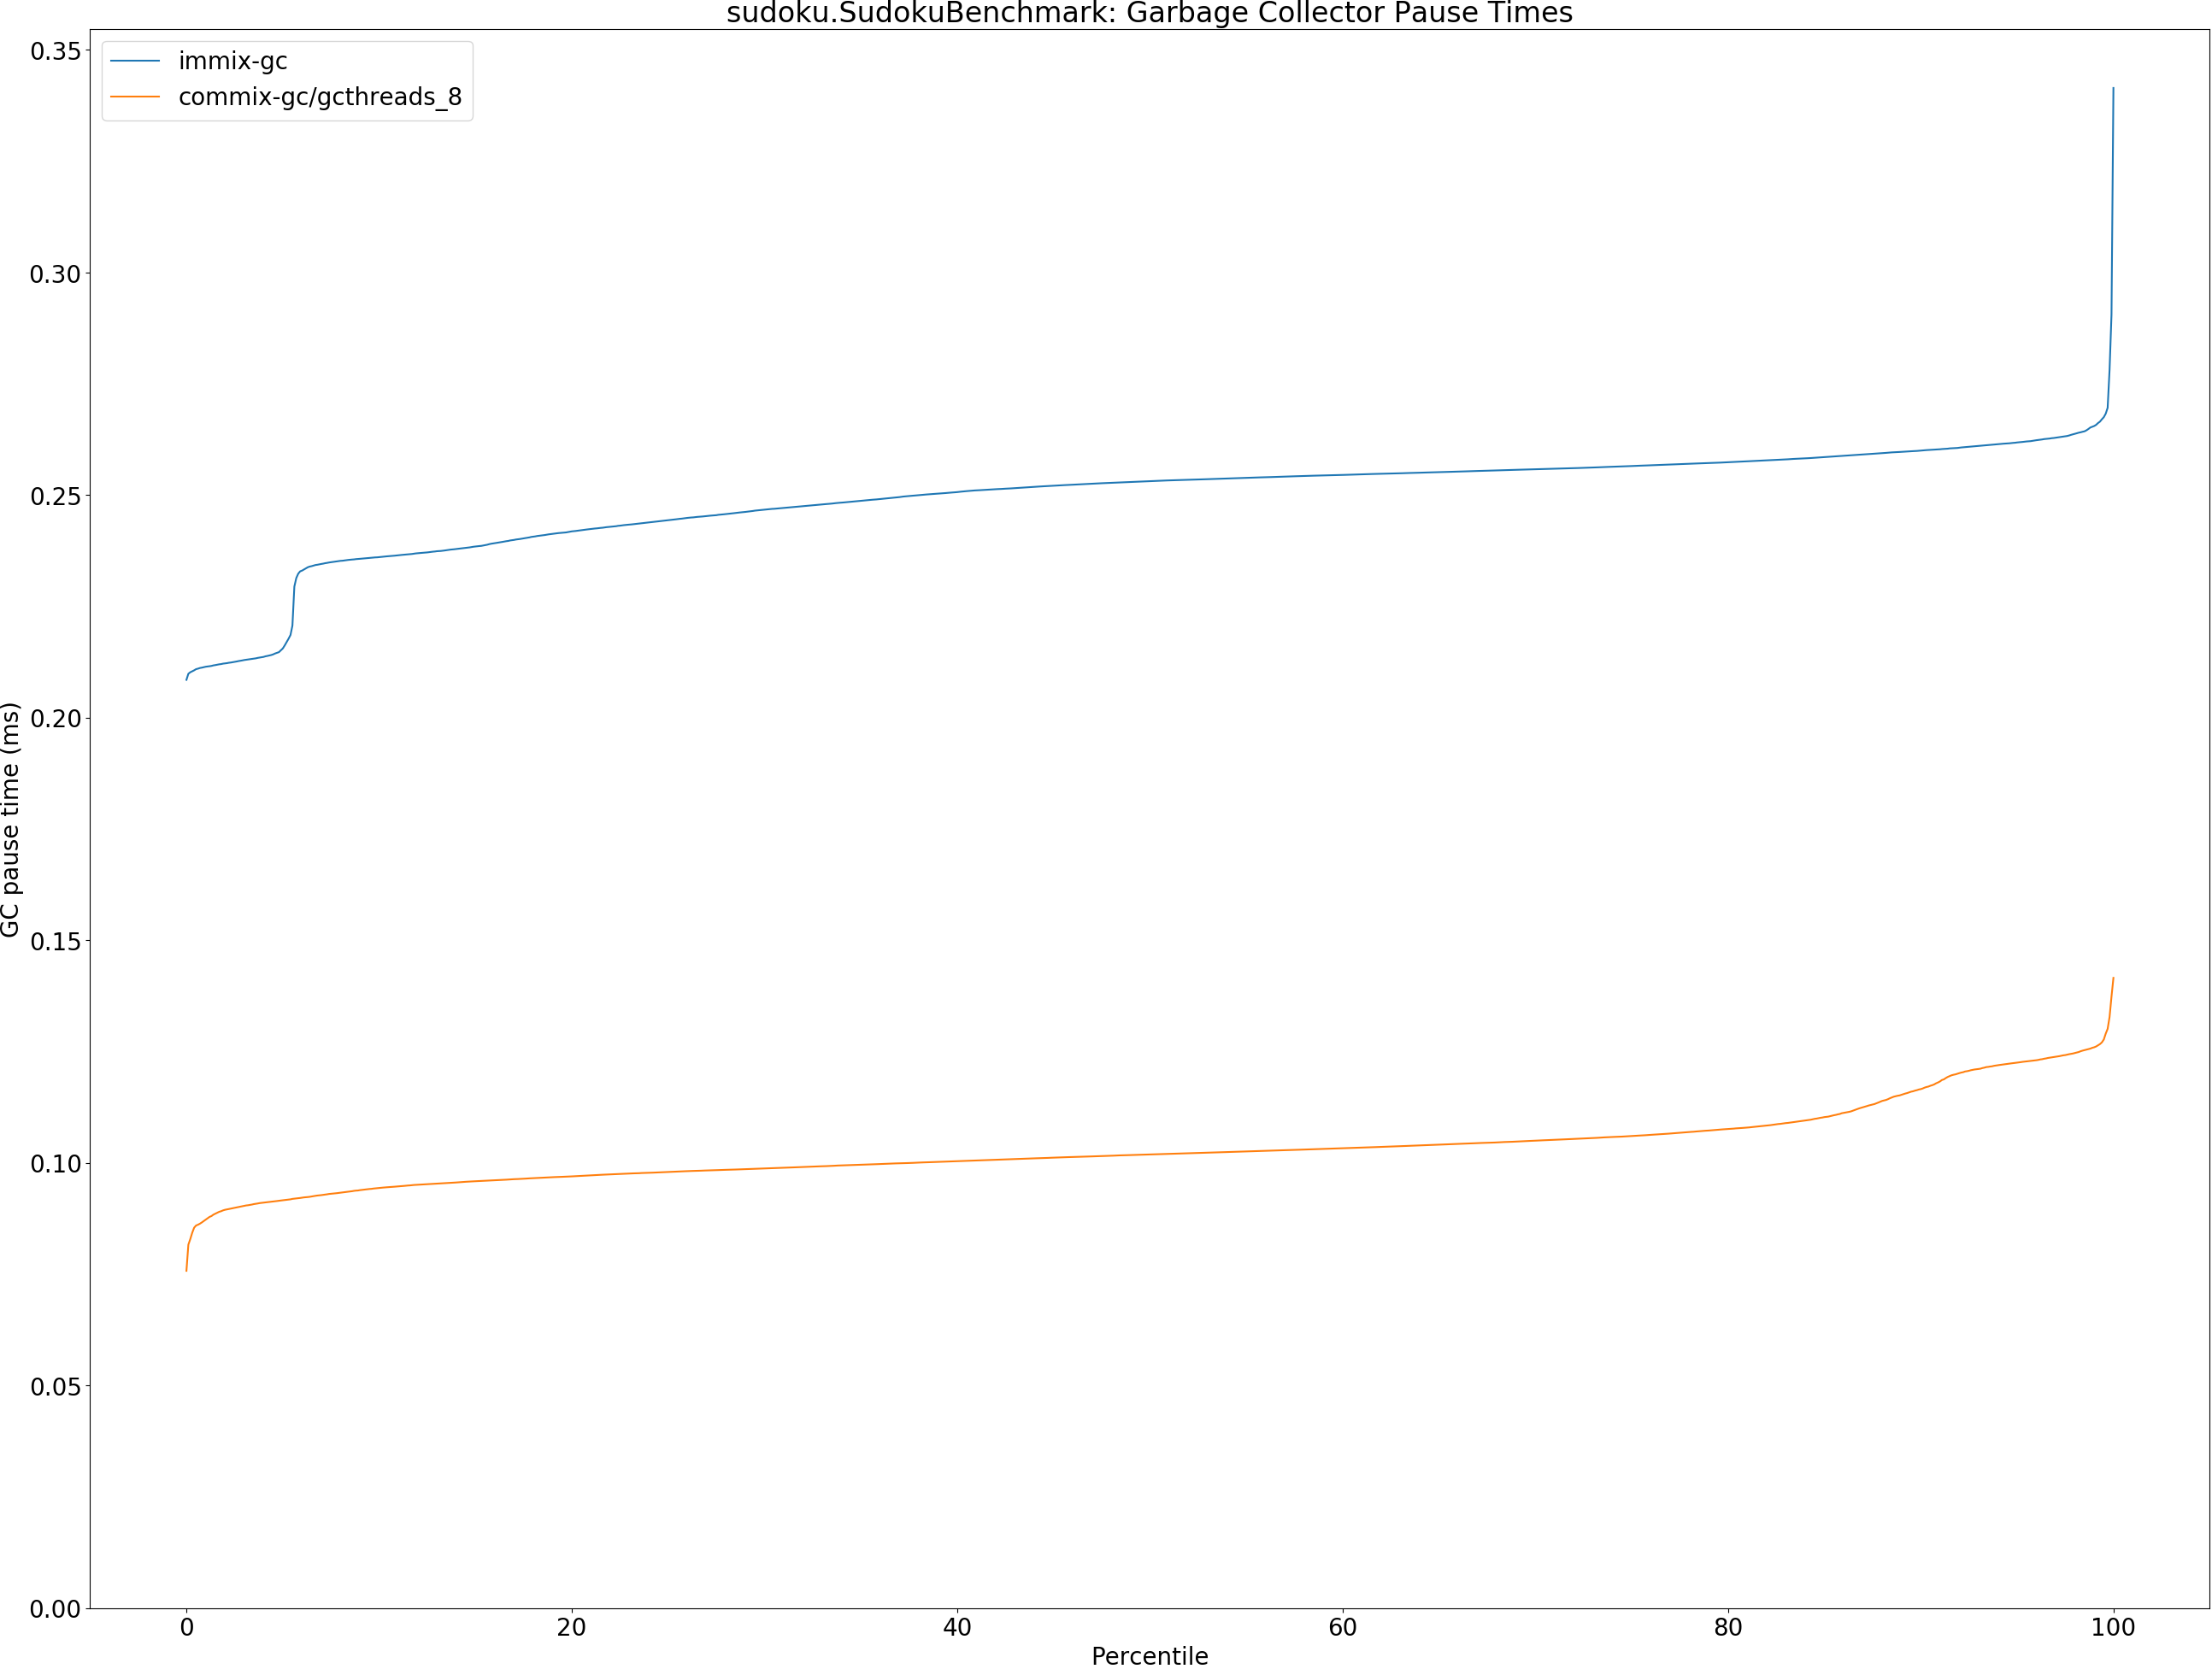 sudoku.SudokuBenchmark: Garbage Collector Pause Times
immix-gc
commix-gc/gcthreads_8
GC pause time (ms)
0.35
0.30
0.25
0.20
0.15
0.10
0.05
0.00
0 20 40 60 80 100
Percentile